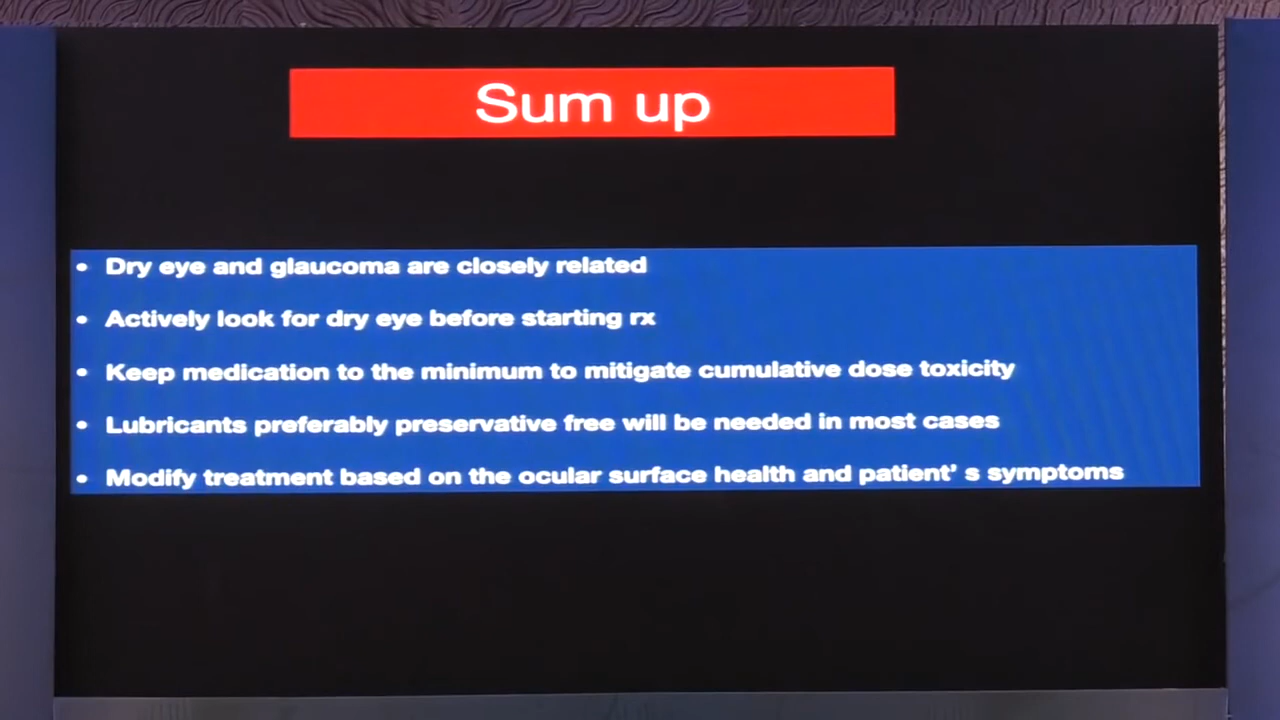 Sum up
• Dry eye and glaucoma are closely related
• Actively look for dry eye before starting rx
• Keep medication to the minimum to mitigate cumulative dose toxicity
• Lubricants preferably preservative free will be needed in most cases
• Modify treatment based on the ocular surface health and patient’ s symptoms